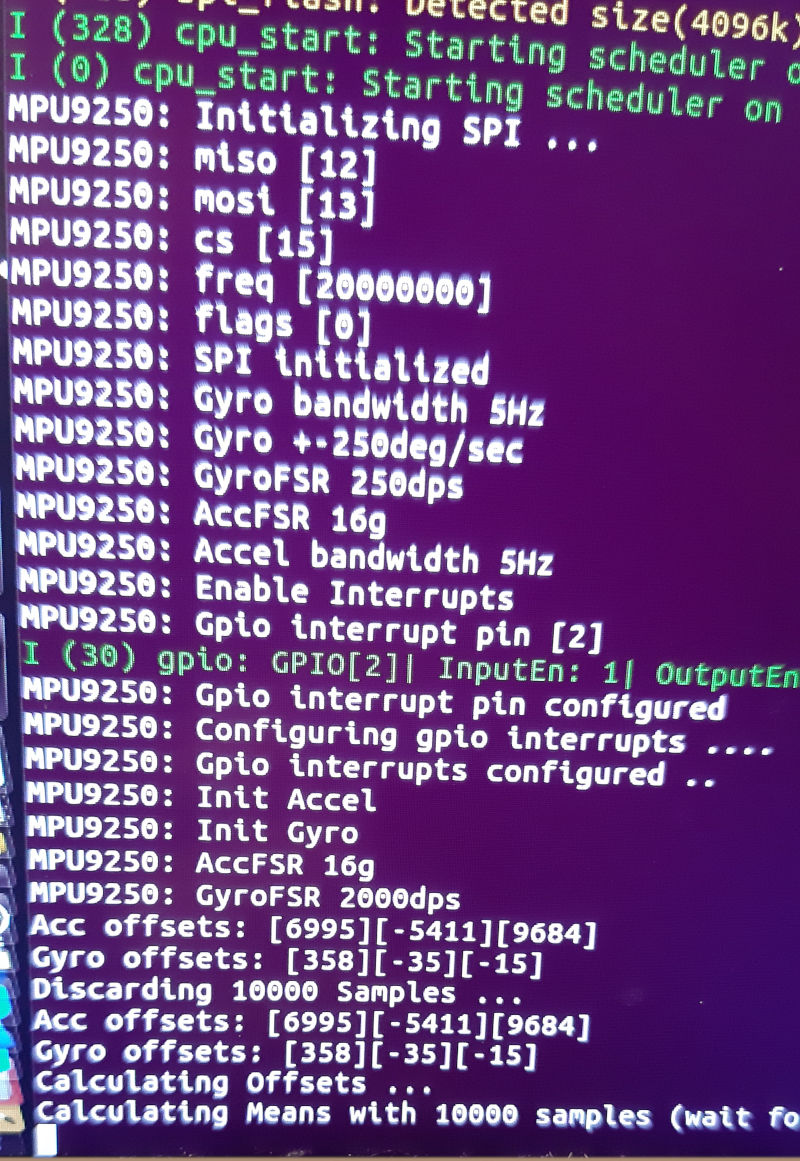 spi_flash: Detected size(4096k)
I (328) cpu_start: Starting scheduler
I (0) cpu_start: Starting scheduler on
MPU9250: Initializing SPI ...
MPU9250: miso [12]
MPU9250: mosi [13]
MPU9250: cs [15]
MPU9250: freq [20000000]
MPU9250: flags [0]
MPU9250: SPI initialized
MPU9250: Gyro bandwidth 5Hz
MPU9250: Gyro +-250deg/sec
MPU9250: GyroFSR 250dps
MPU9250: AccFSR 16g
MPU9250: Accel bandwidth 5Hz
MPU9250: Enable Interrupts
MPU9250: Gpio interrupt pin [2]
I (30) gpio: GPIO[2]| InputEn: 1| OutputEn
MPU9250: Gpio interrupt pin configured
MPU9250: Configuring gpio interrupts ....
MPU9250: Gpio interrupts configured ..
MPU9250: Init Accel
MPU9250: Init Gyro
MPU9250: AccFSR 16g
MPU9250: GyroFSR 2000dps
Acc offsets: [6995][-5411][9684]
Gyro offsets: [358][-35][-15]
Discarding 10000 Samples ...
Acc offsets: [6995][-5411][9684]
Gyro offsets: [358][-35][-15]
Calculating Offsets ...
Calculating Means with 10000 samples (wait fo